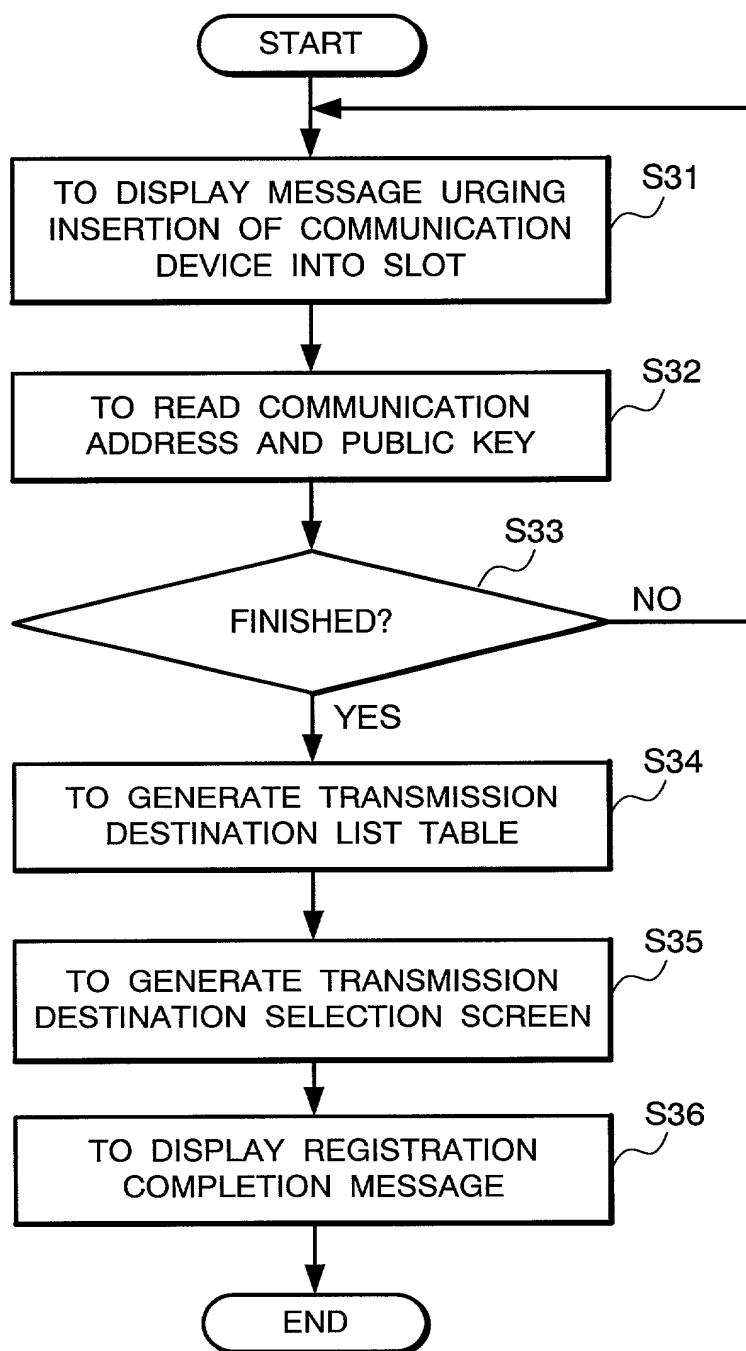 START
TO DISPLAY MESSAGE URGING
INSERTION OF COMMUNICATION
DEVICE INTO SLOT
S31
TO READ COMMUNICATION
ADDRESS AND PUBLIC KEY
S32
FINISHED?
S33
NO
YES
TO GENERATE TRANSMISSION
DESTINATION LIST TABLE
S34
TO GENERATE TRANSMISSION
DESTINATION SELECTION SCREEN
S35
TO DISPLAY REGISTRATION
COMPLETION MESSAGE
S36
END